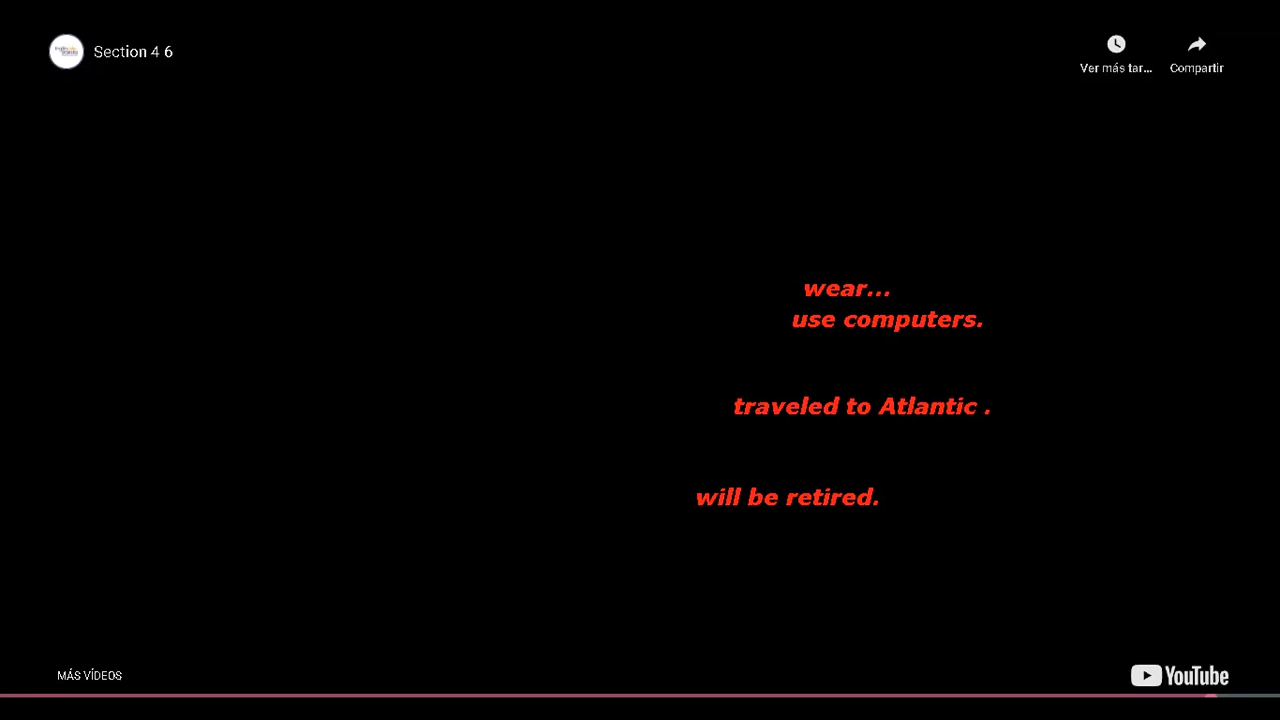 Section 4 6
Ver más tar...
Compartir
wear...
use computers.
traveled to Atlantic .
will be retired.
MÁS VÍDEOS
YouTube